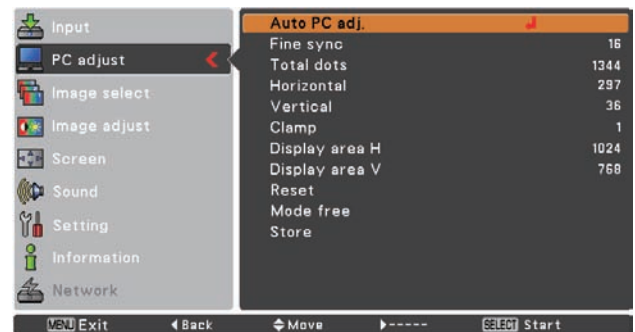 Input
PC adjust
Image select
Image adjust
Screen
Sound
Setting
Information
Network
Auto PC adj.
Fine sync 16
Total dots 1344
Horizontal 297
Vertical 36
Clamp 1
Display area H 1024
Display area V 768
Reset
Mode free
Store
MENU Exit ◀Back Move ▶----- SELECT Start